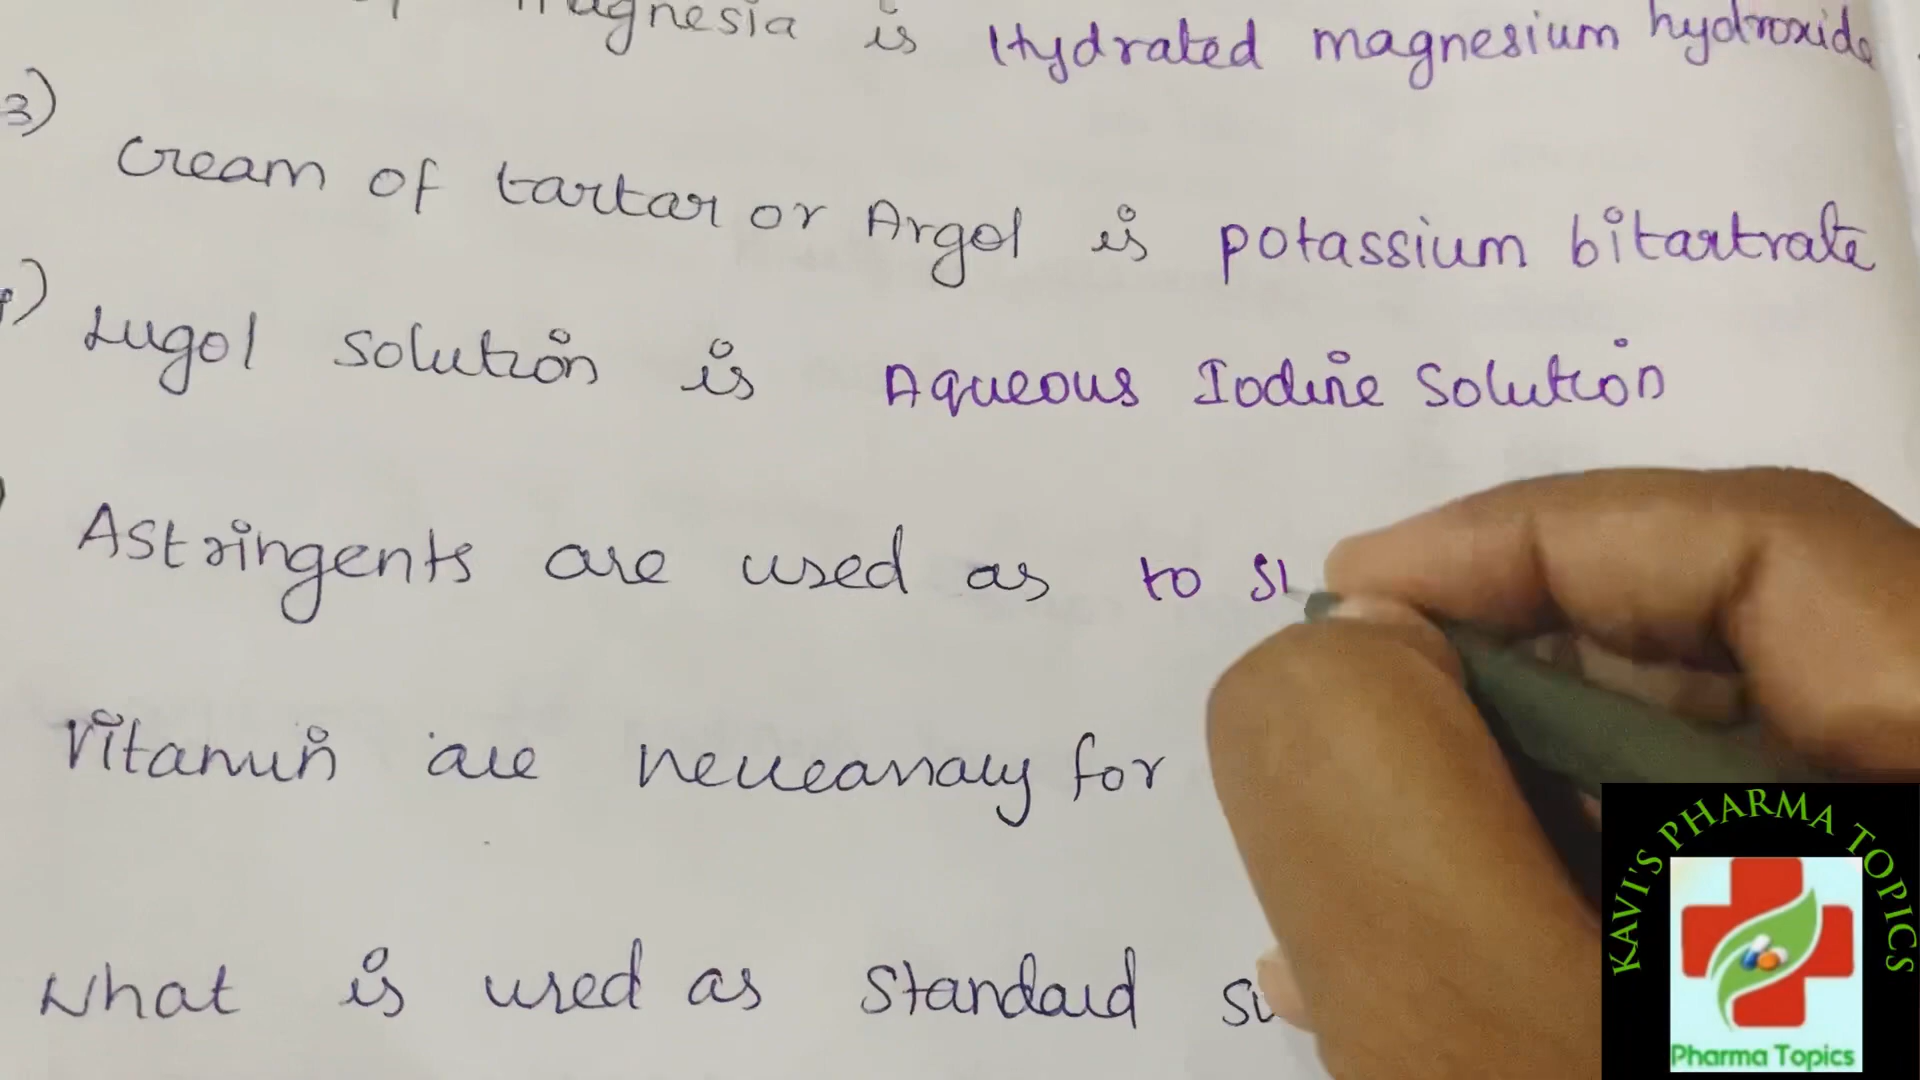 magnesia is Hydrated magnesium hydroxide
3)
Cream of tartar or Argol is potassium bitartrate
)
Lugol solution is Aqueous Iodine Solution
Astringents are used as to s
Vitamin are necessary for
What is used as Standard
KAVI'S PHARMA TOPICS
Pharma Topics